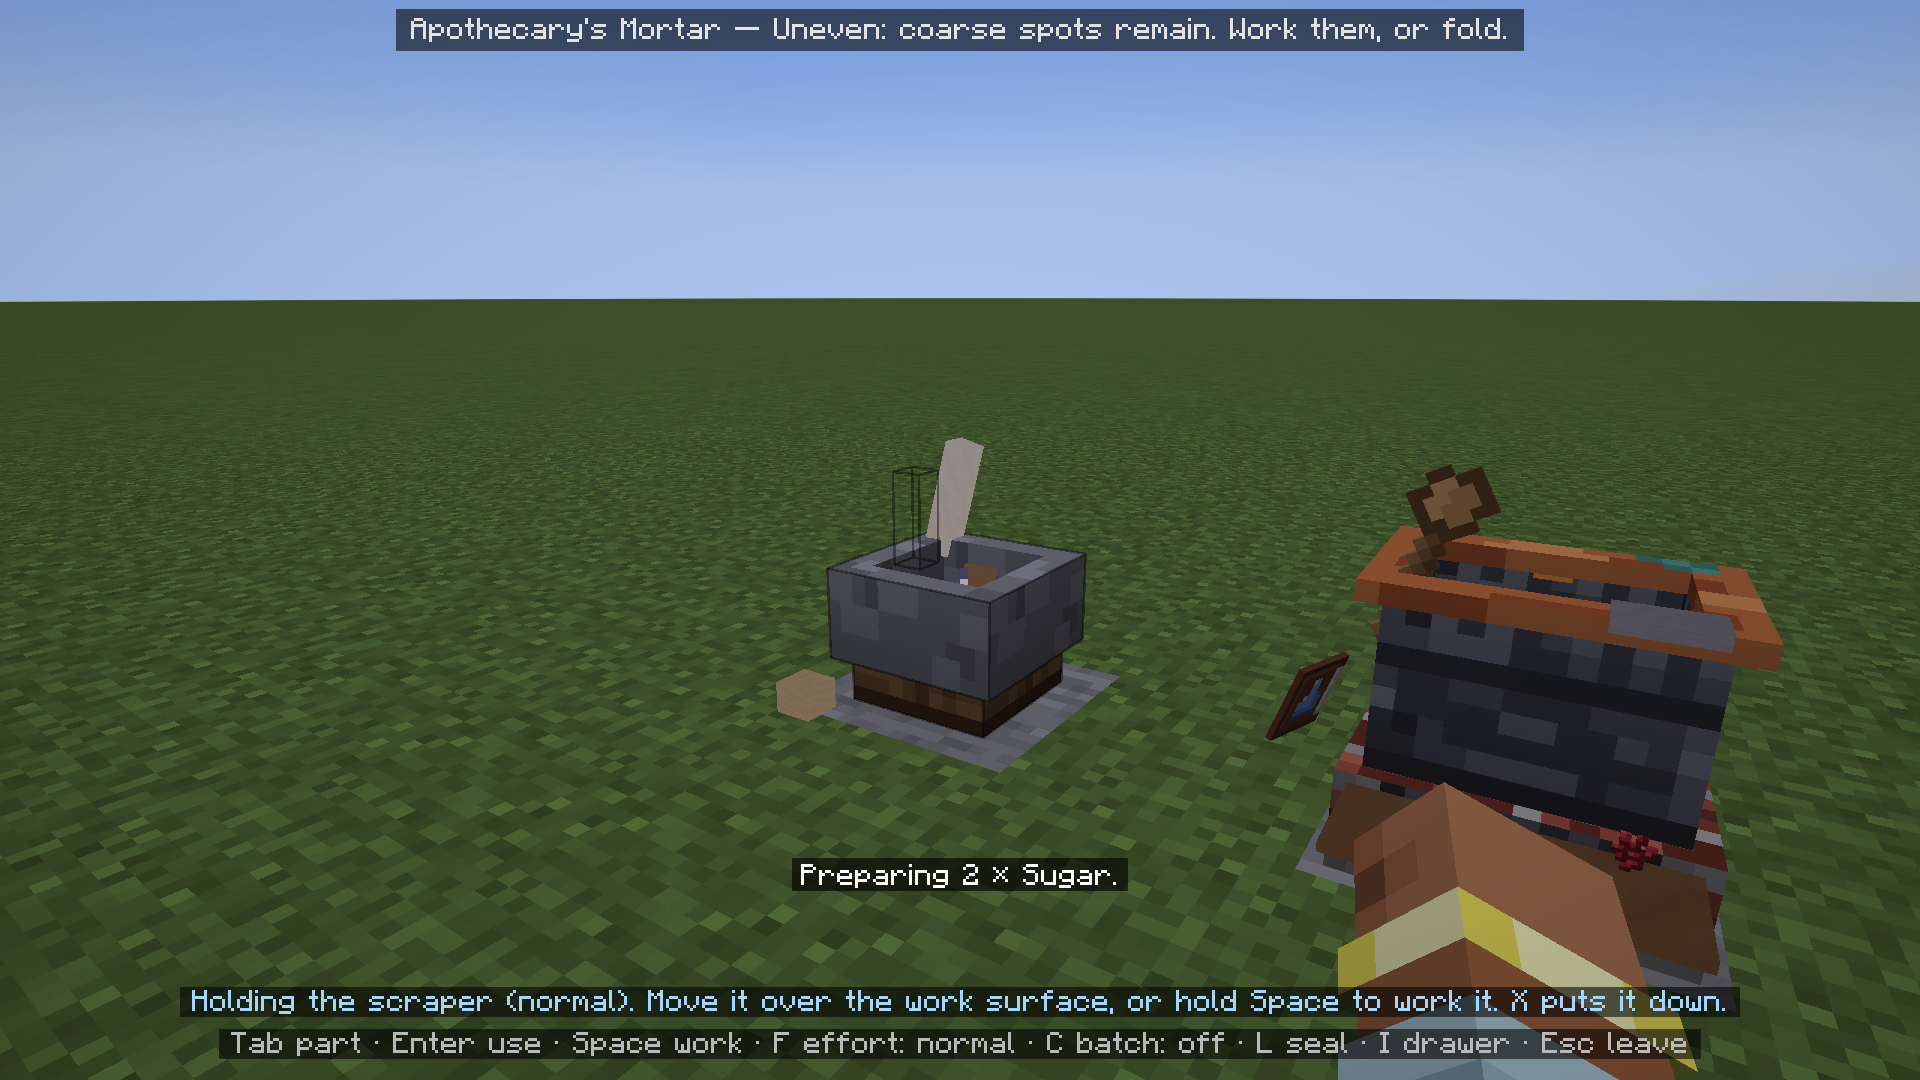 Apothecary's Mortar — Uneven: coarse spots remain. Work them, or fold.
Preparing 2 × Sugar.
Holding the scraper (normal). Move it over the work surface, or hold Space to work it. X puts it down.
Tab part · Enter use · Space work · F effort: normal · C batch: off · L seal · I drawer · Esc leave